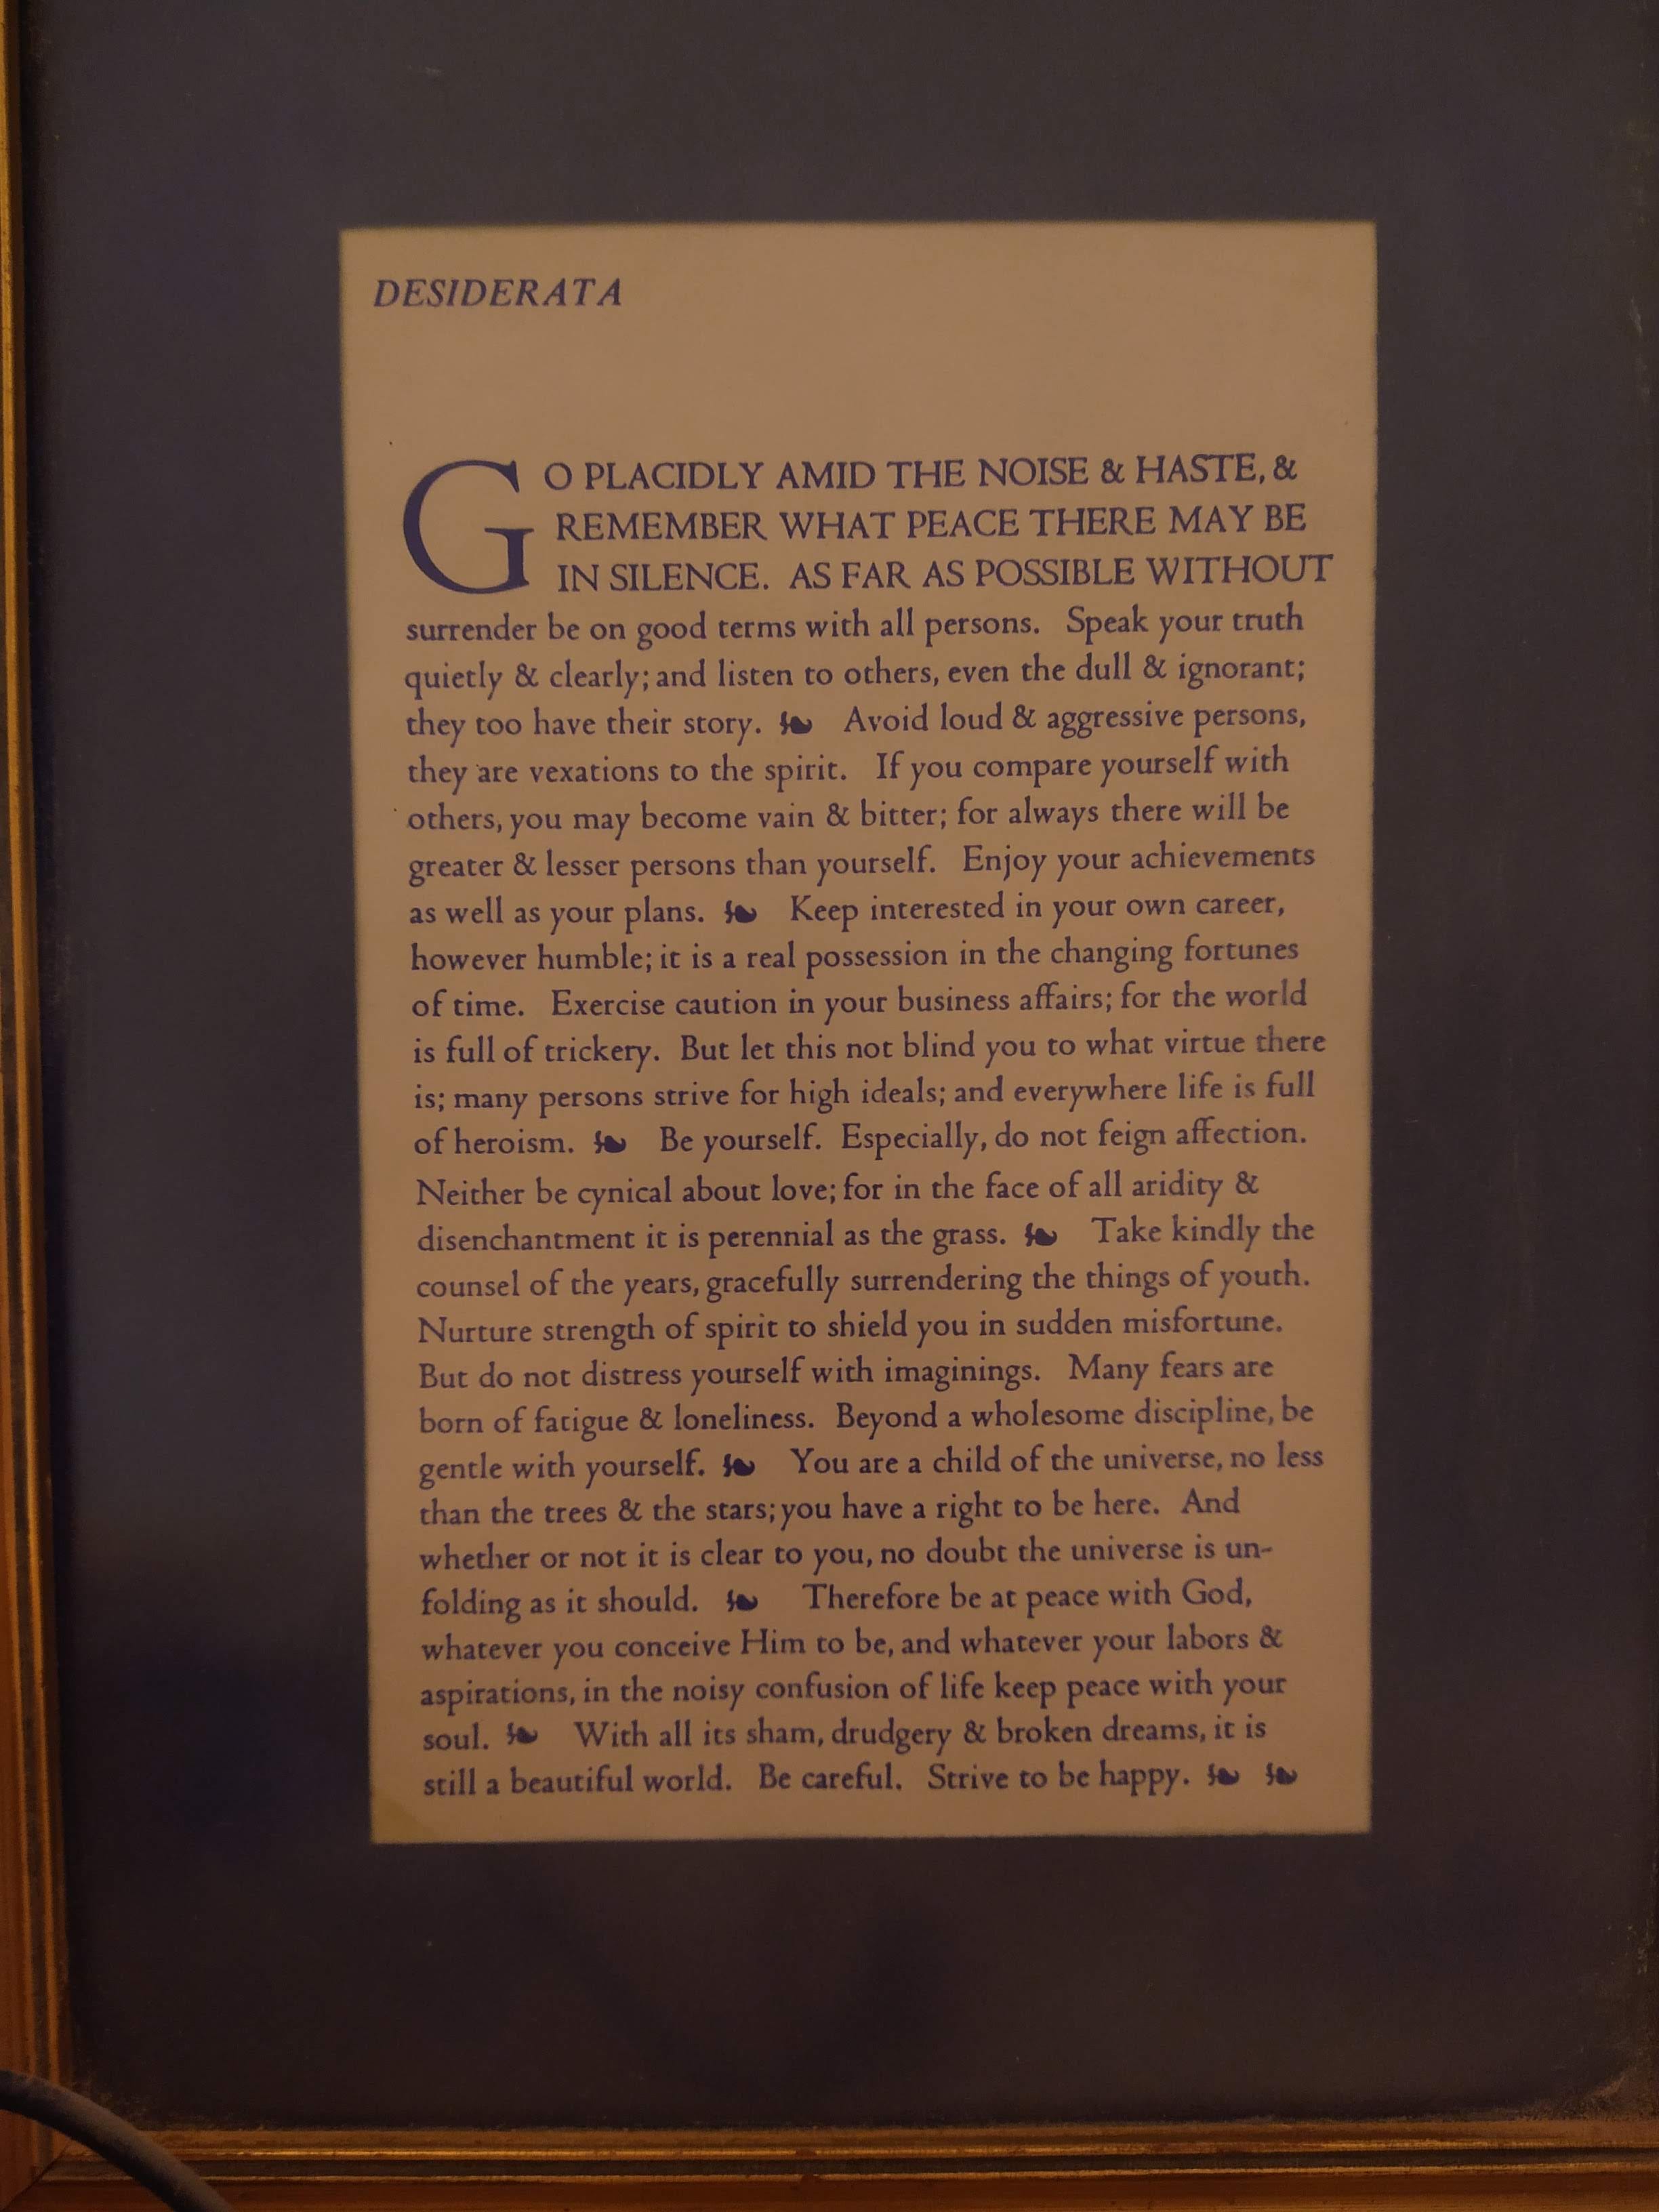 DESIDERATA
GO PLACIDLY AMID THE NOISE & HASTE, &
REMEMBER WHAT PEACE THERE MAY BE
IN SILENCE. AS FAR AS POSSIBLE WITHOUT
surrender be on good terms with all persons. Speak your truth
quietly & clearly; and listen to others, even the dull & ignorant;
they too have their story. ❧ Avoid loud & aggressive persons,
they are vexations to the spirit. If you compare yourself with
others, you may become vain & bitter; for always there will be
greater & lesser persons than yourself. Enjoy your achievements
as well as your plans. ❧ Keep interested in your own career,
however humble; it is a real possession in the changing fortunes
of time. Exercise caution in your business affairs; for the world
is full of trickery. But let this not blind you to what virtue there
is; many persons strive for high ideals; and everywhere life is full
of heroism. ❧ Be yourself. Especially, do not feign affection.
Neither be cynical about love; for in the face of all aridity &
disenchantment it is perennial as the grass. ❧ Take kindly the
counsel of the years, gracefully surrendering the things of youth.
Nurture strength of spirit to shield you in sudden misfortune.
But do not distress yourself with imaginings. Many fears are
born of fatigue & loneliness. Beyond a wholesome discipline, be
gentle with yourself. ❧ You are a child of the universe, no less
than the trees & the stars; you have a right to be here. And
whether or not it is clear to you, no doubt the universe is un-
folding as it should. ❧ Therefore be at peace with God,
whatever you conceive Him to be, and whatever your labors &
aspirations, in the noisy confusion of life keep peace with your
soul. ❧ With all its sham, drudgery & broken dreams, it is
still a beautiful world. Be careful. Strive to be happy. ❧ ❧